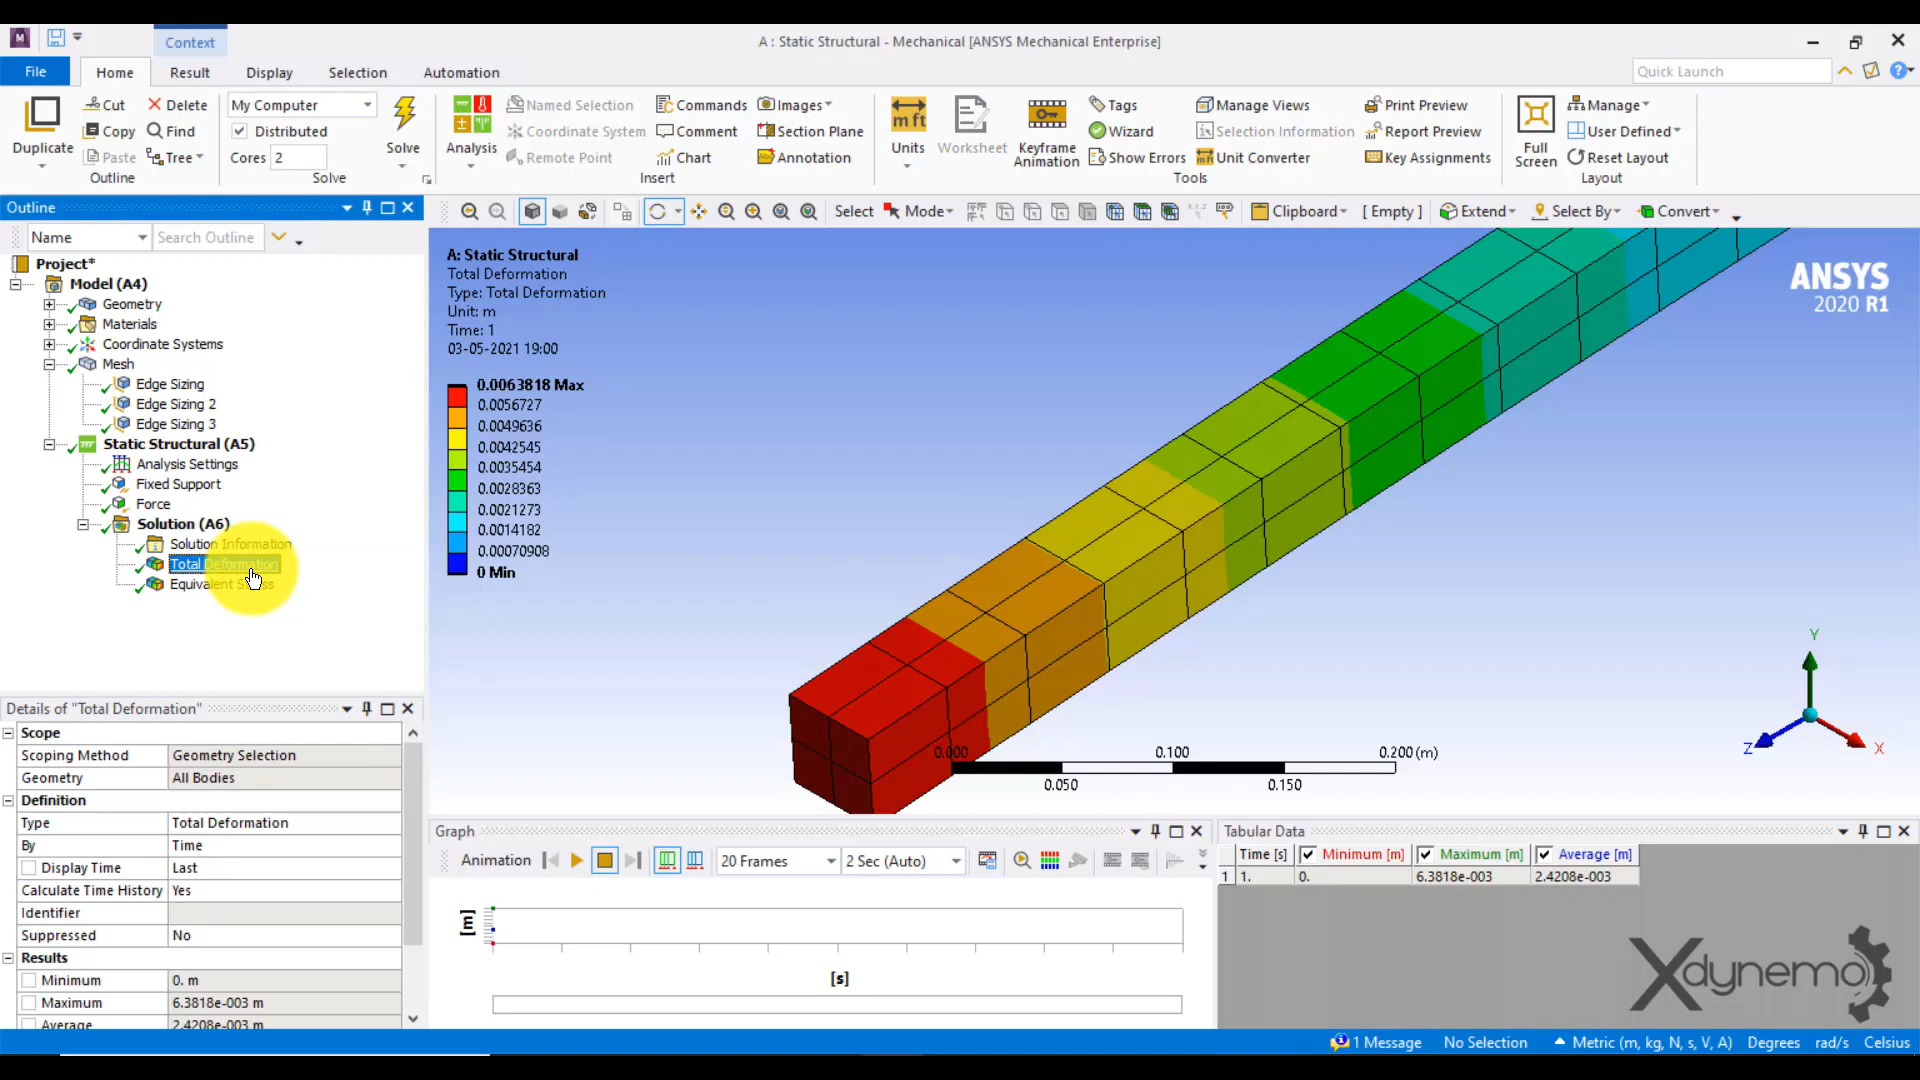 Context
A : Static Structural - Mechanical [ANSYS Mechanical Enterprise]
File Home Result Display Selection Automation
Quick Launch
Duplicate
Cut
Copy
Paste
Delete
Find
Tree
Outline
My Computer
Distributed
Cores 2
Solve
Solve
Analysis
Named Selection
Coordinate System
Remote Point
Commands
Comment
Chart
Images
Section Plane
Annotation
Insert
Units
Worksheet
Keyframe
Animation
Tags
Wizard
Show Errors
Manage Views
Selection Information
Unit Converter
Print Preview
Report Preview
Key Assignments
Tools
Full
Screen
Manage
User Defined
Reset Layout
Layout
Outline
Select Mode Clipboard [ Empty ] Extend Select By Convert
Name Search Outline
Project*
Model (A4)
Geometry
Materials
Coordinate Systems
Mesh
Edge Sizing
Edge Sizing 2
Edge Sizing 3
Static Structural (A5)
Analysis Settings
Fixed Support
Force
Solution (A6)
Solution Information
Total Deformation
Equivalent Stress
A: Static Structural
Total Deformation
Type: Total Deformation
Unit: m
Time: 1
03-05-2021 19:00
0.0063818 Max
0.0056727
0.0049636
0.0042545
0.0035454
0.0028363
0.0021273
0.0014182
0.00070908
0 Min
ANSYS
2020 R1
0.000 0.100 0.200 (m)
0.050 0.150
Y
Z X
Details of "Total Deformation"
Scope
Scoping Method Geometry Selection
Geometry All Bodies
Definition
Type Total Deformation
By Time
Display Time Last
Calculate Time History Yes
Identifier
Suppressed No
Results
Minimum 0. m
Maximum 6.3818e-003 m
Average 2.4208e-003 m
Graph
Animation 20 Frames 2 Sec (Auto)
[m]
[s]
Tabular Data
Time [s] Minimum [m] Maximum [m] Average [m]
1 1. 0. 6.3818e-003 2.4208e-003
Xdynemo
1 Message No Selection Metric (m, kg, N, s, V, A) Degrees rad/s Celsius